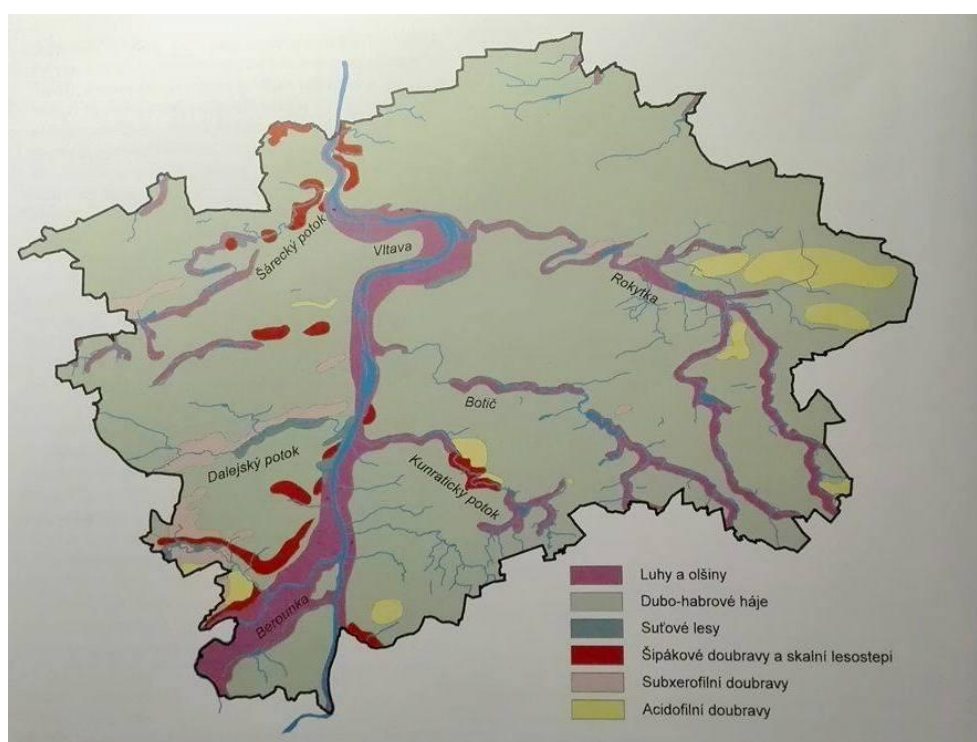 Šárecký potok
Vltava
Rokytka
Botič
Dalejský potok
Kunratický potok
Berounka
Luhy a olšiny
Dubo-habrové háje
Suťové lesy
Šipákové doubravy a skalní lesostepi
Subxerofilní doubravy
Acidofilní doubravy